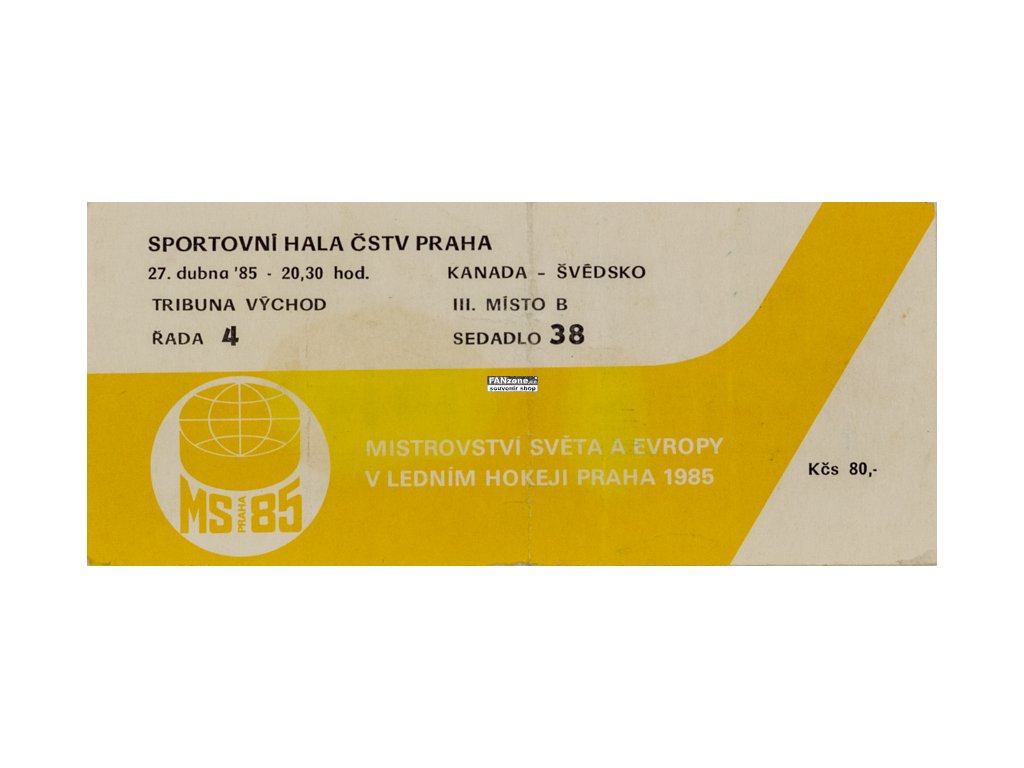 SPORTOVNÍ HALA ČSTV PRAHA
27. dubna '85 - 20,30 hod.
KANADA - ŠVÉDSKO
TRIBUNA VÝCHOD
III. MÍSTO B
ŘADA 4
SEDADLO 38
FANzone.cz
souvenir shop
MISTROVSTVÍ SVĚTA A EVROPY
V LEDNÍM HOKEJI PRAHA 1985
Kčs 80,-
MS PRAHA 85